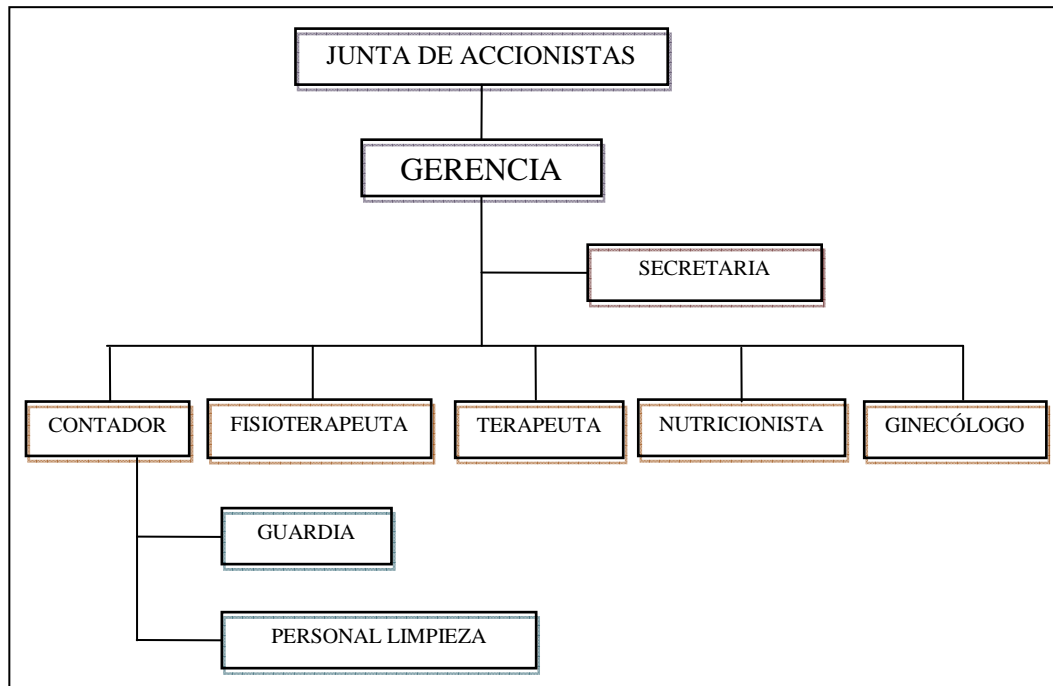 JUNTA DE ACCIONISTAS
GERENCIA
SECRETARIA
CONTADOR
FISIOTERAPEUTA
TERAPEUTA
NUTRICIONISTA
GINECÓLOGO
GUARDIA
PERSONAL LIMPIEZA